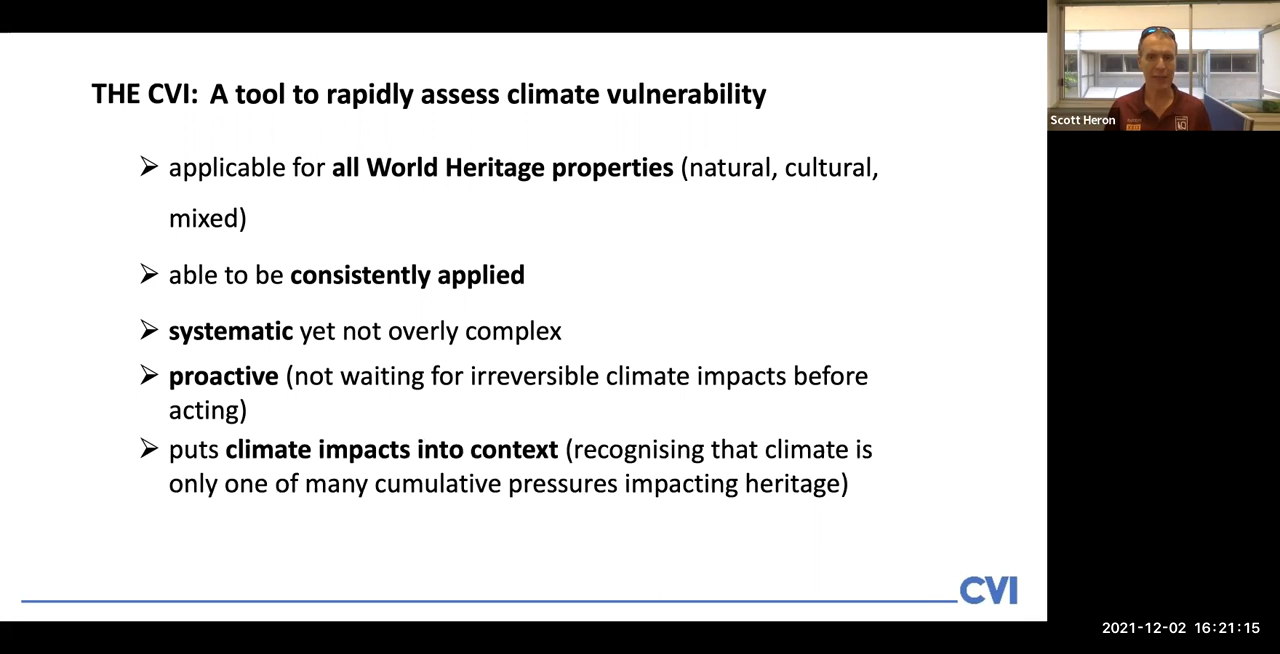 THE CVI: A tool to rapidly assess climate vulnerability
➢ applicable for all World Heritage properties (natural, cultural,
mixed)
➢ able to be consistently applied
➢ systematic yet not overly complex
➢ proactive (not waiting for irreversible climate impacts before
acting)
➢ puts climate impacts into context (recognising that climate is
only one of many cumulative pressures impacting heritage)
CVI
Scott Heron
2021-12-02 16:21:15